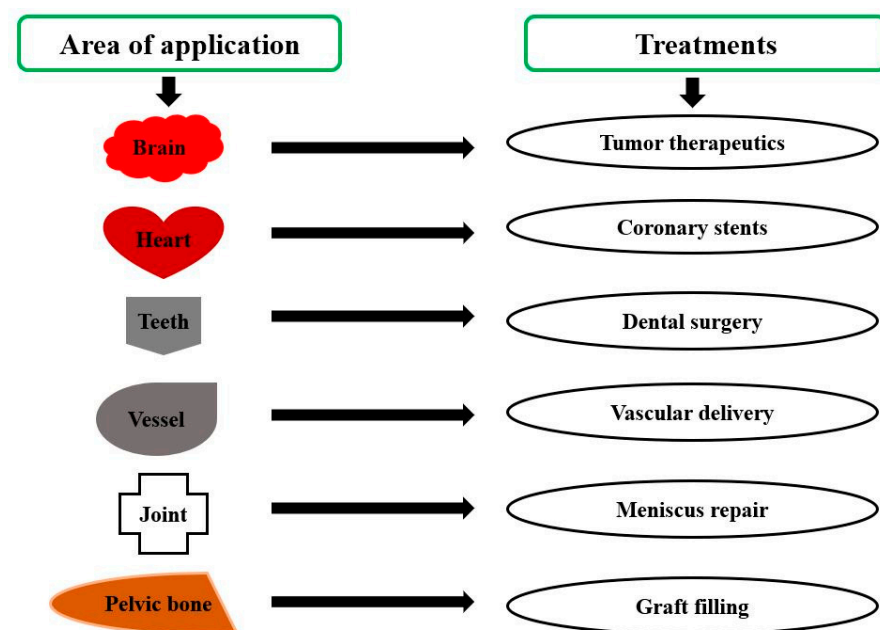 Area of application
Treatments
Brain
Tumor therapeutics
Heart
Coronary stents
Teeth
Dental surgery
Vessel
Vascular delivery
Joint
Meniscus repair
Pelvic bone
Graft filling